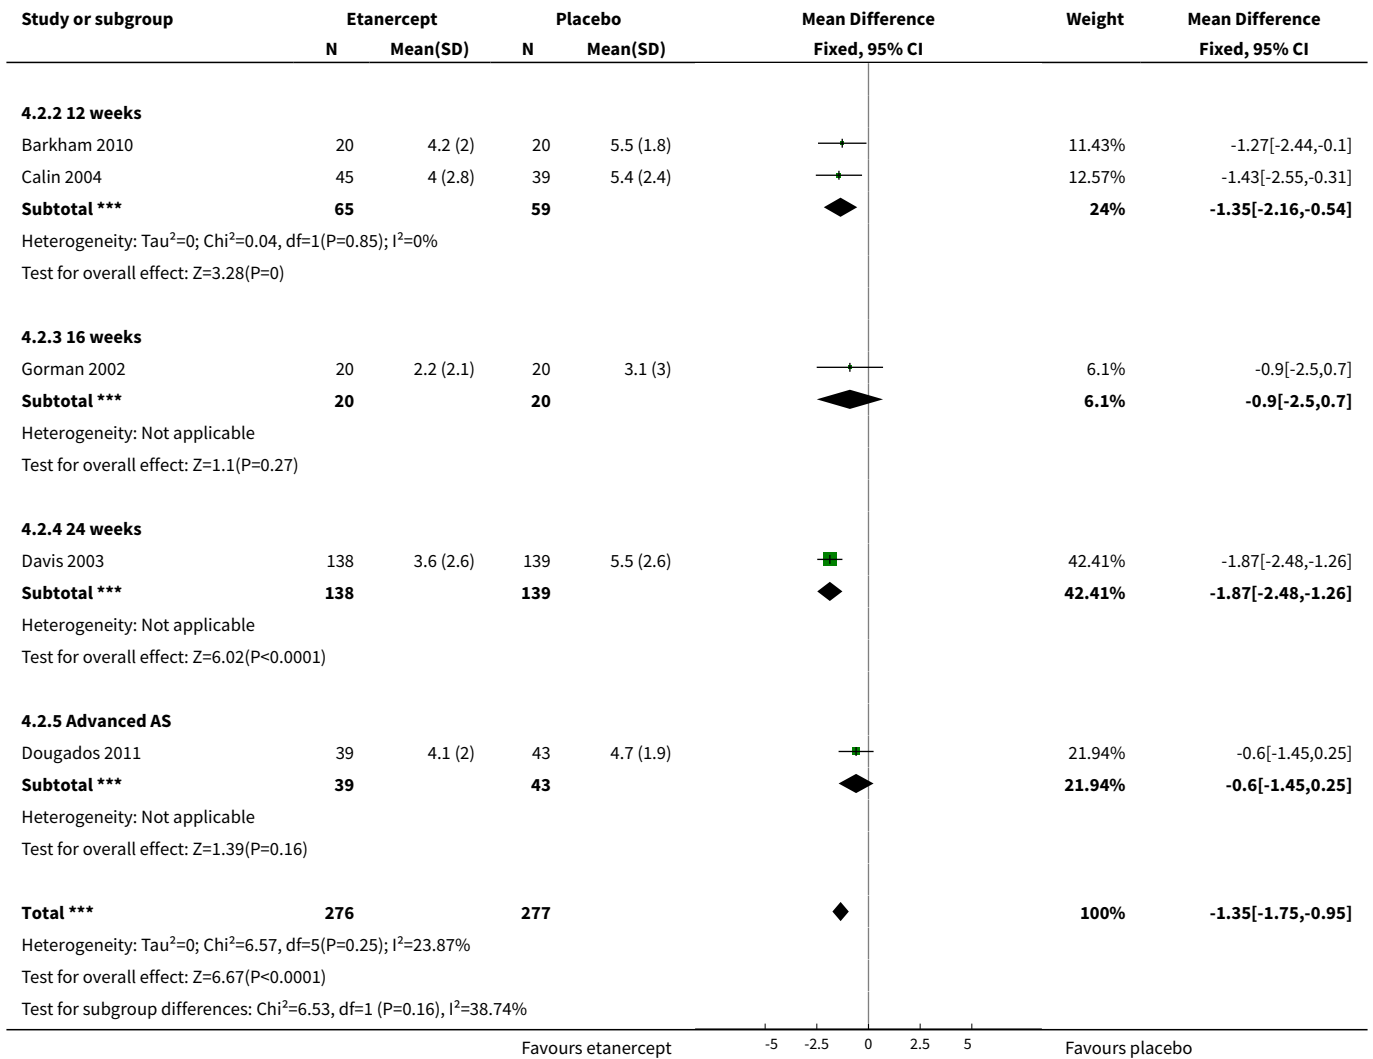 Study or subgroup Etanercept Placebo Mean Difference Weight Mean Difference
N Mean(SD) N Mean(SD) Fixed, 95% CI Fixed, 95% CI
4.2.2 12 weeks
Barkham 2010 20 4.2 (2) 20 5.5 (1.8) 11.43% -1.27[-2.44,-0.1]
Calin 2004 45 4 (2.8) 39 5.4 (2.4) 12.57% -1.43[-2.55,-0.31]
Subtotal *** 65 59 24% -1.35[-2.16,-0.54]
Heterogeneity: Tau²=0; Chi²=0.04, df=1(P=0.85); I²=0%
Test for overall effect: Z=3.28(P=0)
4.2.3 16 weeks
Gorman 2002 20 2.2 (2.1) 20 3.1 (3) 6.1% -0.9[-2.5,0.7]
Subtotal *** 20 20 6.1% -0.9[-2.5,0.7]
Heterogeneity: Not applicable
Test for overall effect: Z=1.1(P=0.27)
4.2.4 24 weeks
Davis 2003 138 3.6 (2.6) 139 5.5 (2.6) 42.41% -1.87[-2.48,-1.26]
Subtotal *** 138 139 42.41% -1.87[-2.48,-1.26]
Heterogeneity: Not applicable
Test for overall effect: Z=6.02(P<0.0001)
4.2.5 Advanced AS
Dougados 2011 39 4.1 (2) 43 4.7 (1.9) 21.94% -0.6[-1.45,0.25]
Subtotal *** 39 43 21.94% -0.6[-1.45,0.25]
Heterogeneity: Not applicable
Test for overall effect: Z=1.39(P=0.16)
Total *** 276 277 100% -1.35[-1.75,-0.95]
Heterogeneity: Tau²=0; Chi²=6.57, df=5(P=0.25); I²=23.87%
Test for overall effect: Z=6.67(P<0.0001)
Test for subgroup differences: Chi²=6.53, df=1 (P=0.16), I²=38.74%
Favours etanercept -5 -2.5 0 2.5 5 Favours placebo